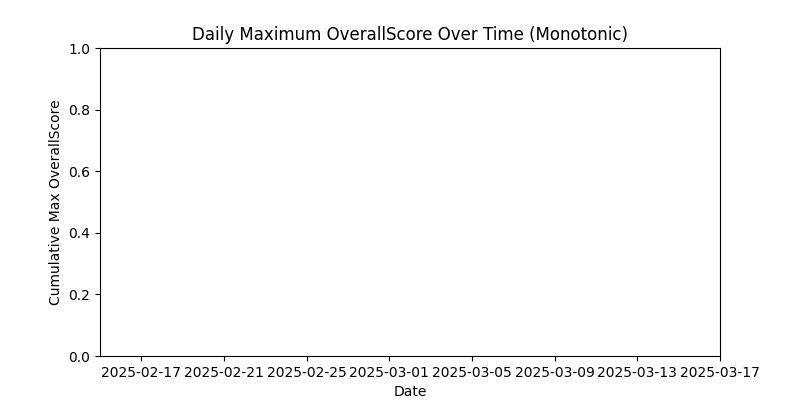 Daily Maximum OverallScore Over Time (Monotonic)
1.0
0.8
0.6
0.4
0.2
0.0
Cumulative Max OverallScore
2025-02-17 2025-02-21 2025-02-25 2025-03-01 2025-03-05 2025-03-09 2025-03-13 2025-03-17
Date